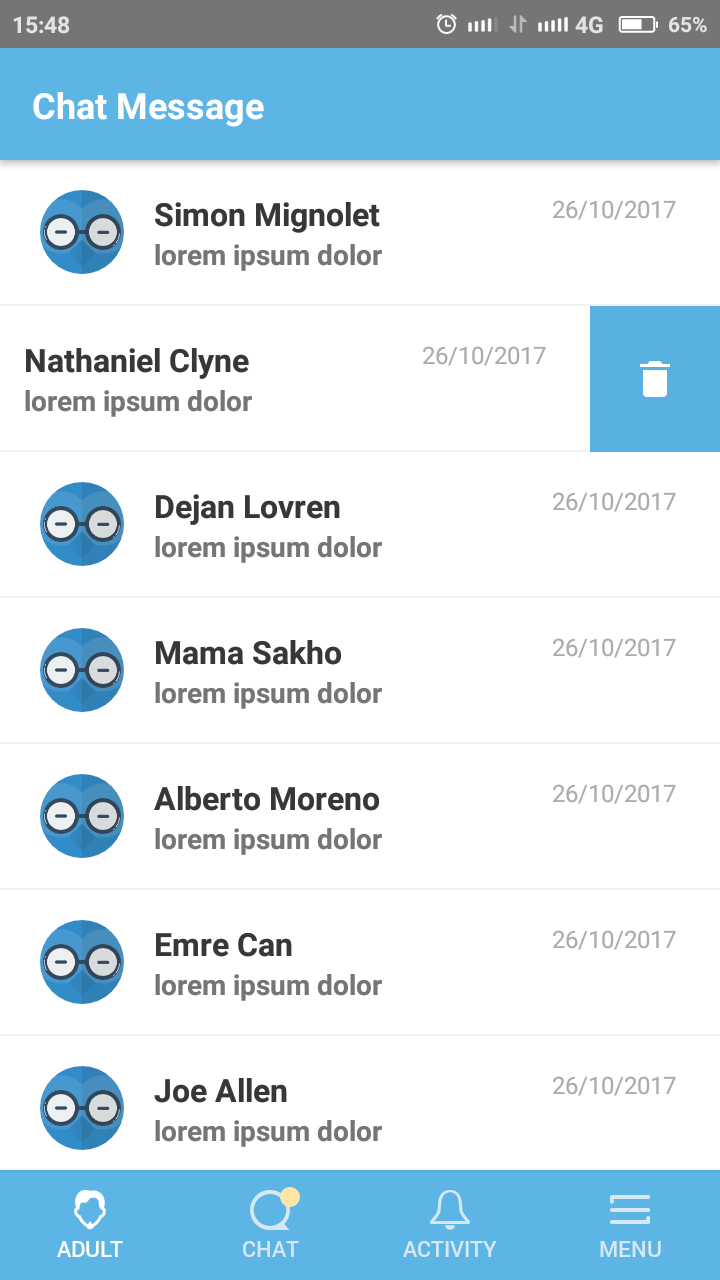 15:48 4G 65%
Chat Message
Simon Mignolet 26/10/2017
lorem ipsum dolor
Nathaniel Clyne 26/10/2017
lorem ipsum dolor
Dejan Lovren 26/10/2017
lorem ipsum dolor
Mama Sakho 26/10/2017
lorem ipsum dolor
Alberto Moreno 26/10/2017
lorem ipsum dolor
Emre Can 26/10/2017
lorem ipsum dolor
Joe Allen 26/10/2017
lorem ipsum dolor
ADULT CHAT ACTIVITY MENU